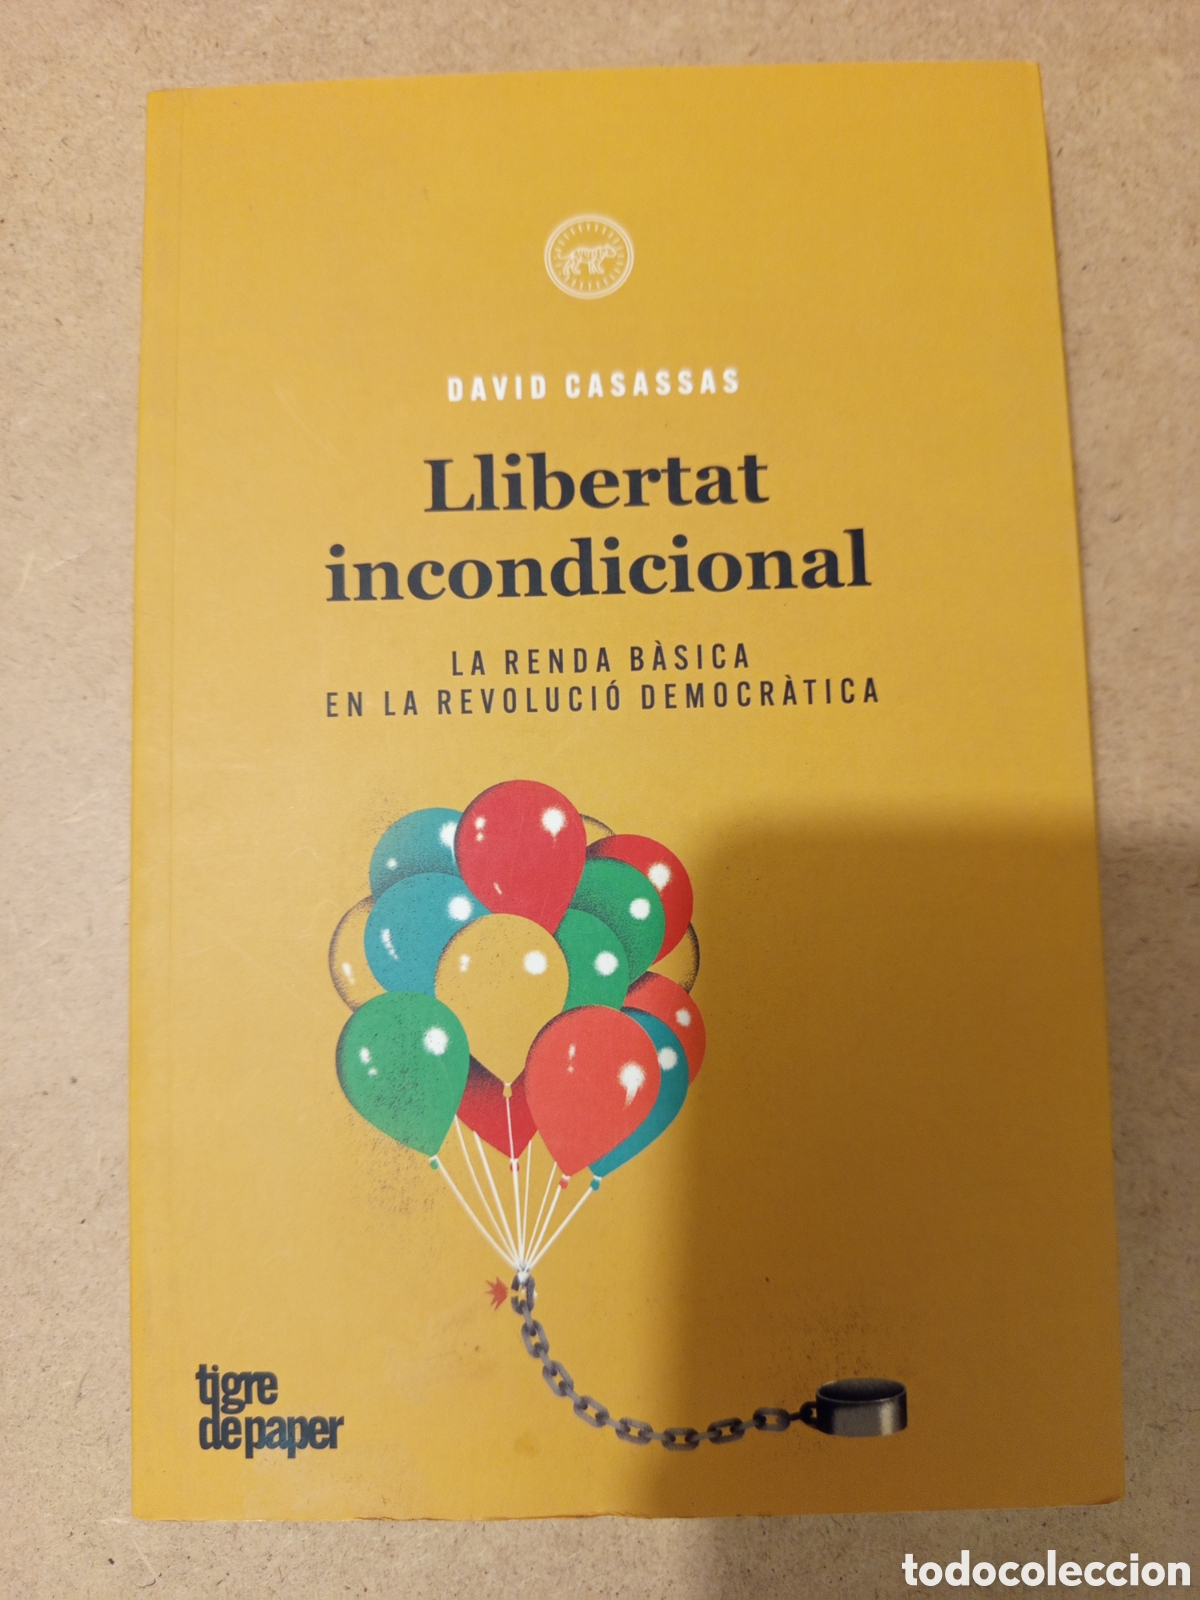 DAVID CASASSAS
Llibertat
incondicional
LA RENDA BÀSICA
EN LA REVOLUCIÓ DEMOCRÀTICA
tigre
de paper
todocoleccion